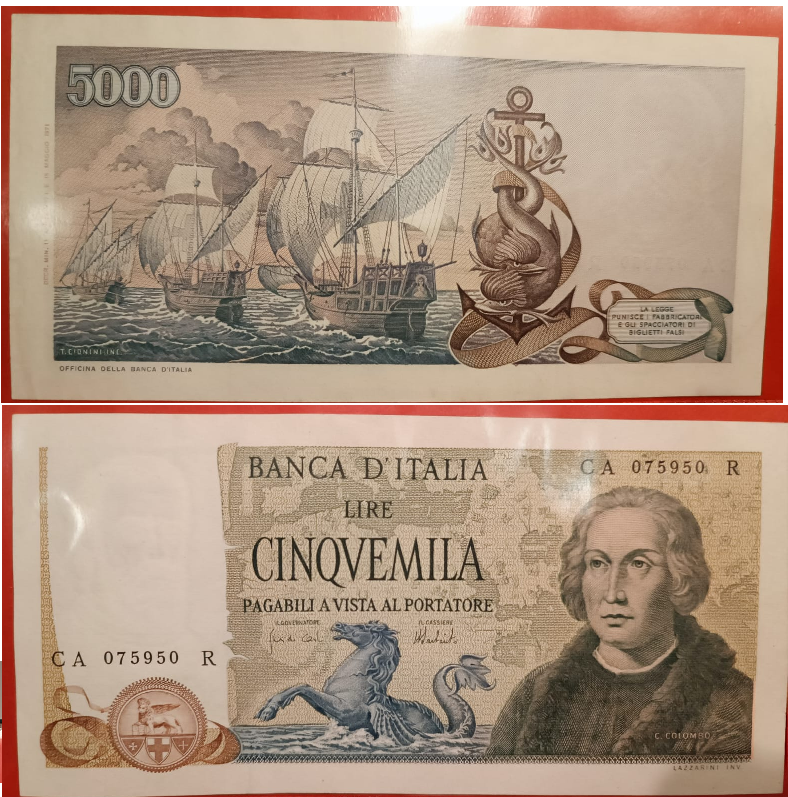 5000
T. CIONINI INC.
OFFICINA DELLA BANCA D'ITALIA
LA LEGGE
PUNISCE I FABBRICATORI
E GLI SPACCIATORI DI
BIGLIETTI FALSI
BANCA D'ITALIA
CA 075950 R
LIRE
CINQVEMILA
PAGABILI A VISTA AL PORTATORE
IL GOVERNATORE
IL CASSIERE
CA 075950 R
C. COLOMBO
LAZZARINI INV.